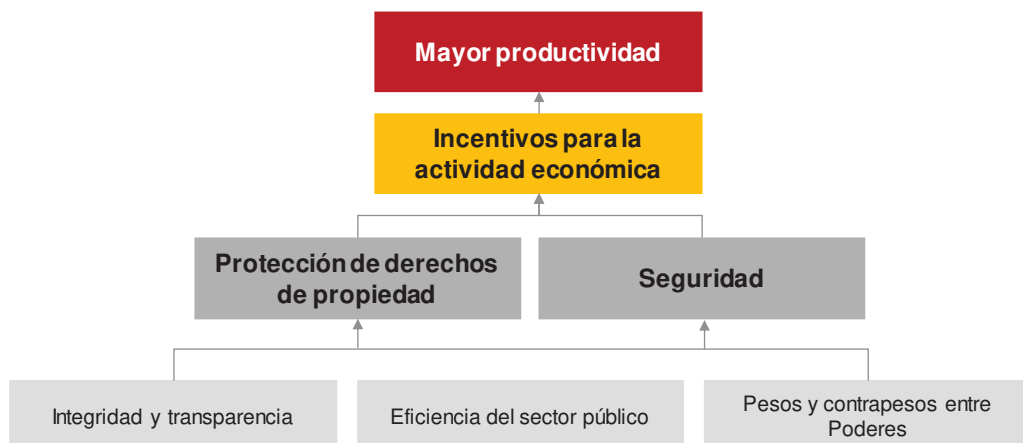 Mayor productividad
Incentivos para la
actividad económica
Protección de derechos
de propiedad
Seguridad
Integridad y transparencia
Eficiencia del sector público
Pesos y contrapesos entre
Poderes